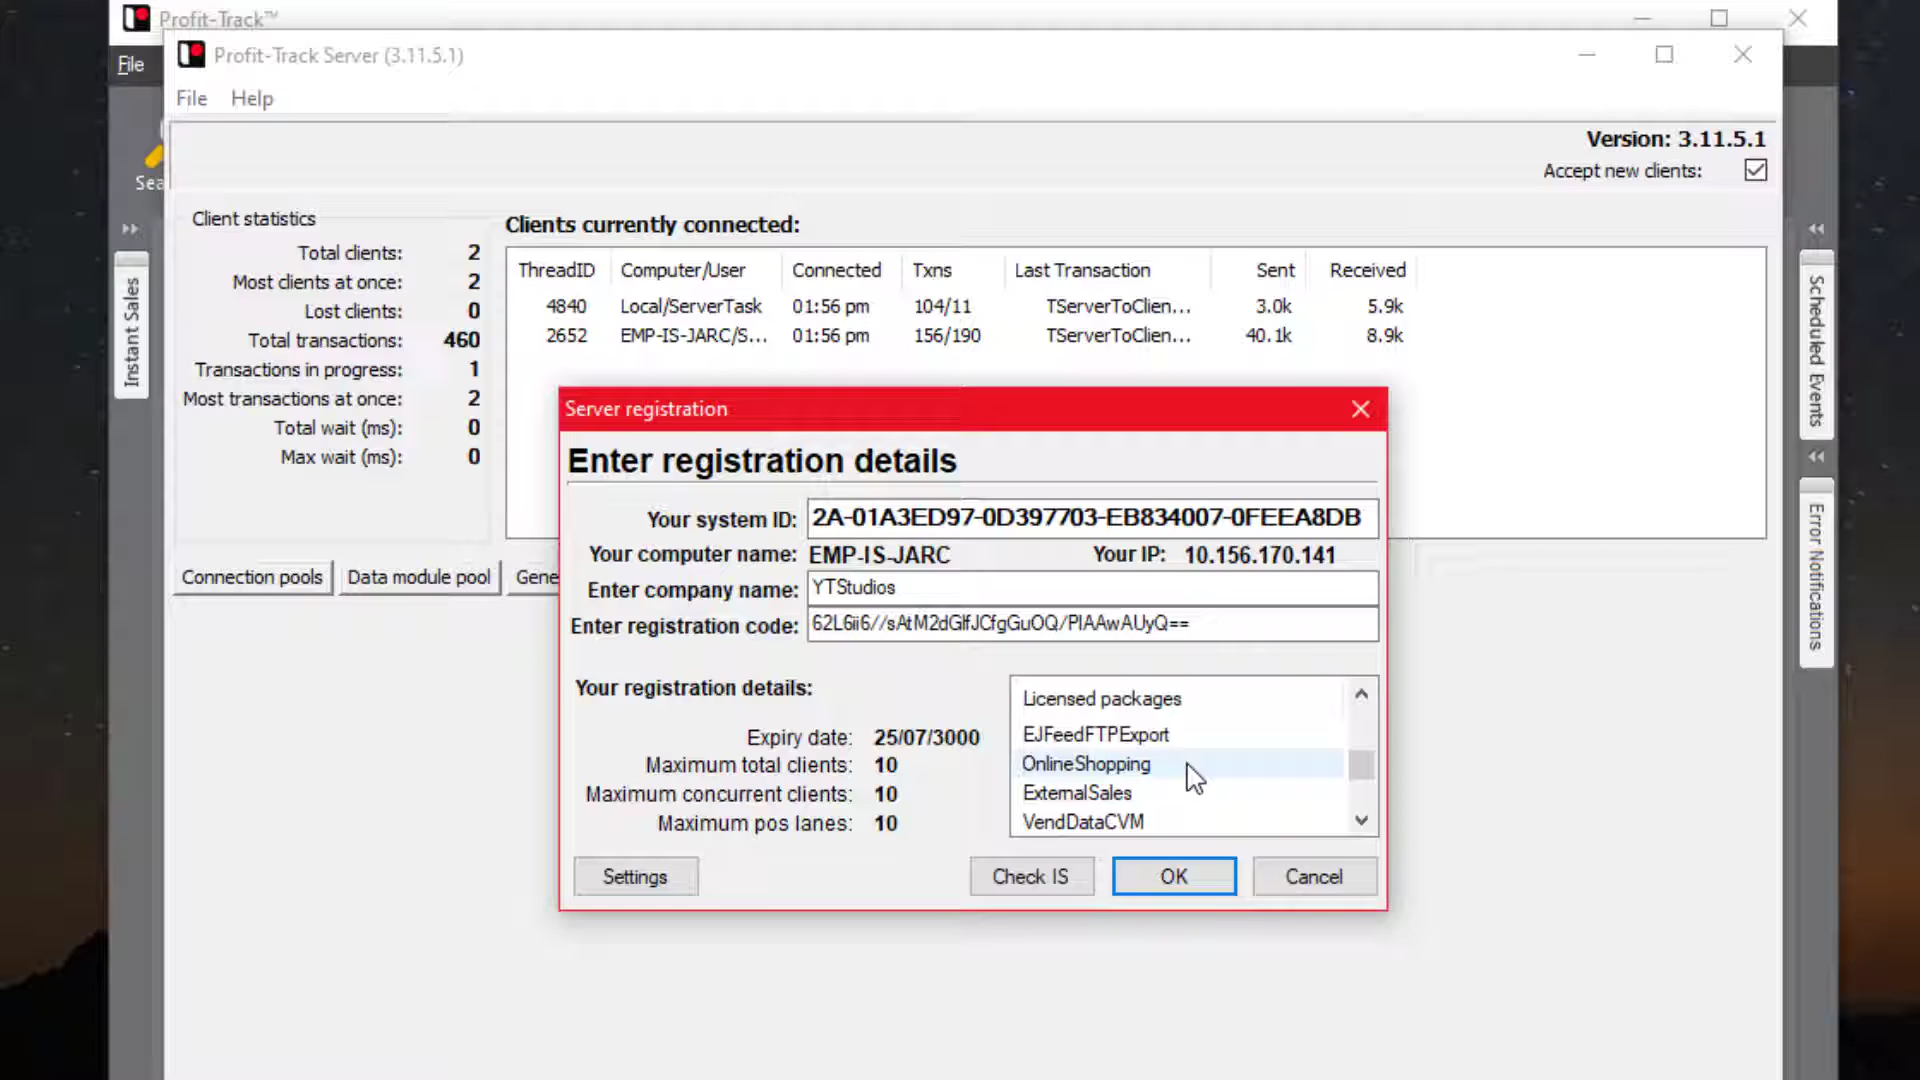 Profit-Track™
File
Profit-Track Server (3.11.5.1)
File Help
Version: 3.11.5.1
Accept new clients:
Client statistics
Total clients: 2
Most clients at once: 2
Lost clients: 0
Total transactions: 460
Transactions in progress: 1
Most transactions at once: 2
Total wait (ms): 0
Max wait (ms): 0
Clients currently connected:
ThreadID Computer/User Connected Txns Last Transaction Sent Received
4840 Local/ServerTask 01:56 pm 104/11 TServerToClien... 3.0k 5.9k
2652 EMP-IS-JARC/S... 01:56 pm 156/190 TServerToClien... 40.1k 8.9k
Instant Sales
Scheduled Events
Error Notifications
Connection pools Data module pool Gene
Server registration
Enter registration details
Your system ID: 2A-01A3ED97-0D397703-EB834007-0FEEA8DB
Your computer name: EMP-IS-JARC Your IP: 10.156.170.141
Enter company name: YTStudios
Enter registration code: 62L6ii6//sAtM2dGlfJCfgGuOQ/PlAAwAUyQ==
Your registration details:
Expiry date: 25/07/3000
Maximum total clients: 10
Maximum concurrent clients: 10
Maximum pos lanes: 10
Licensed packages
EJFeedFTPExport
OnlineShopping
ExternalSales
VendDataCVM
Settings Check IS OK Cancel